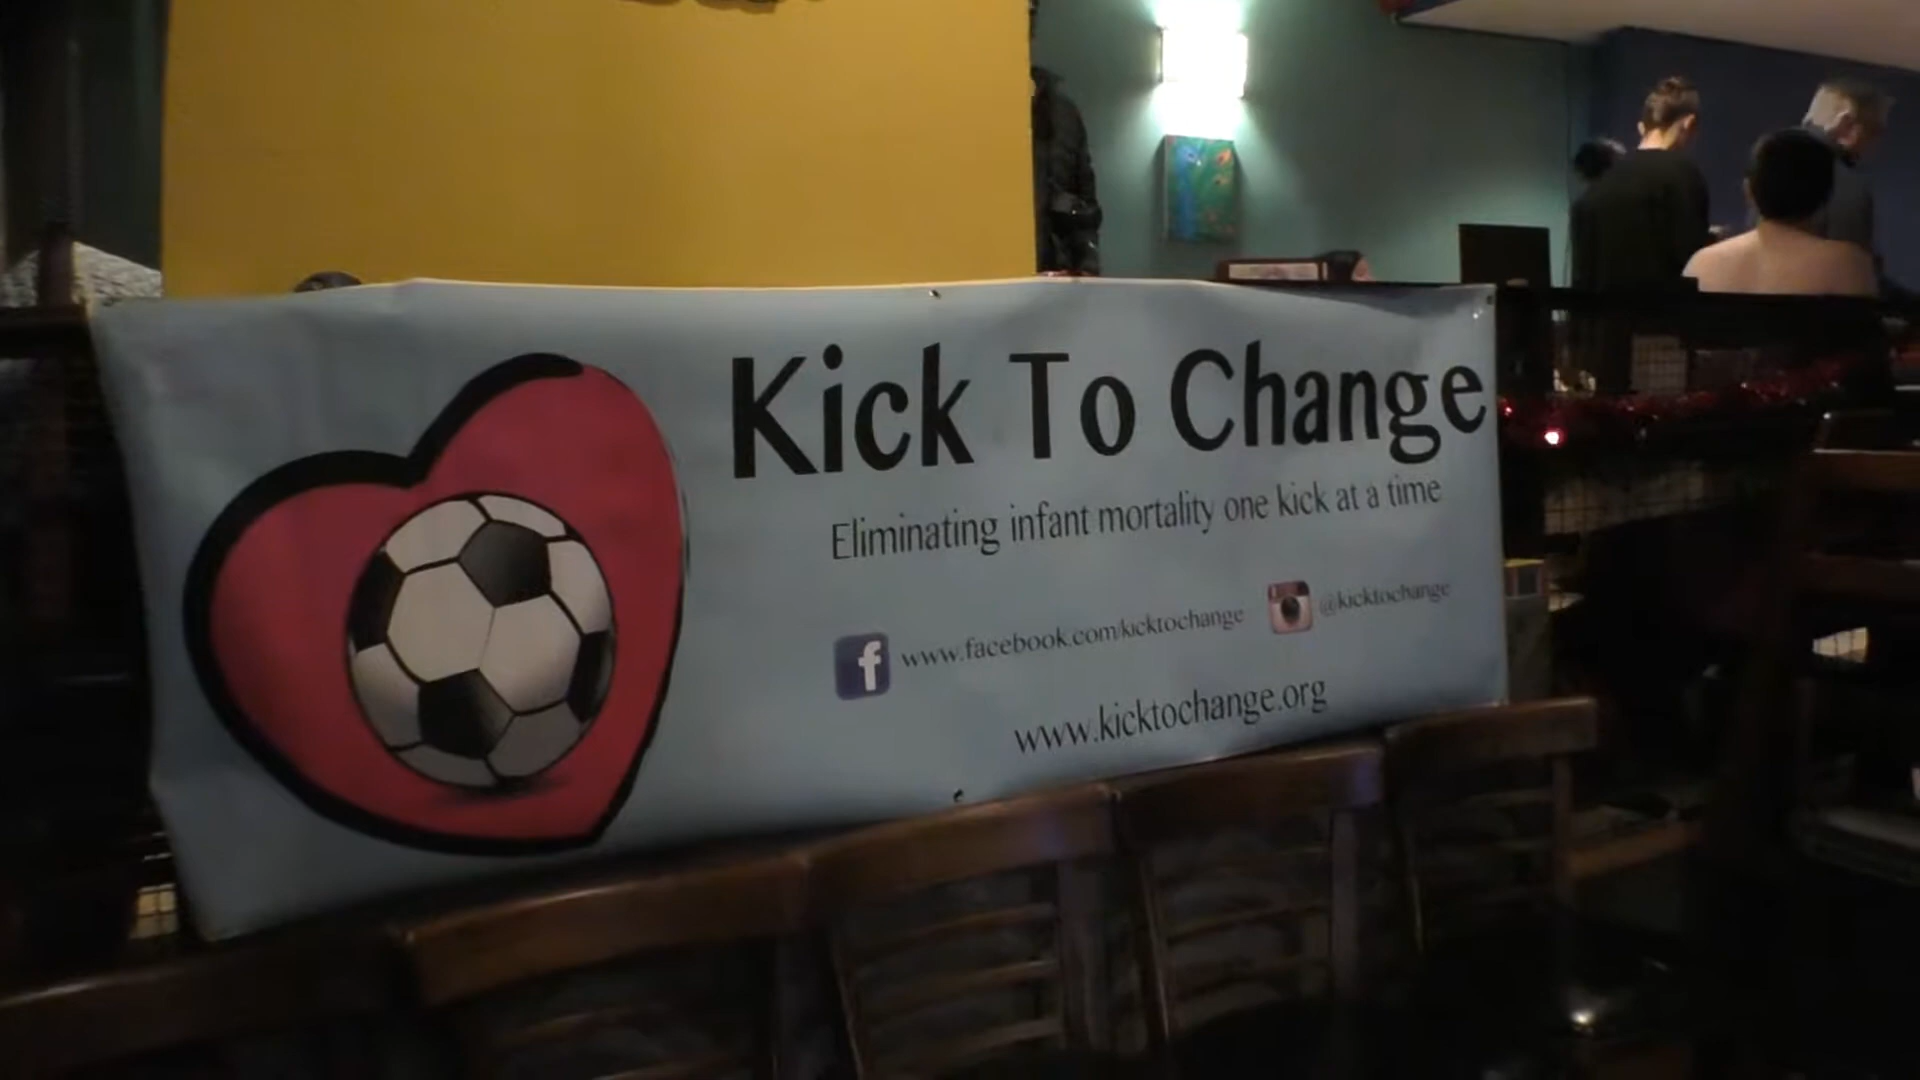 Kick To Change
Eliminating infant mortality one kick at a time
f www.facebook.com/kicktochange @kicktochange
www.kicktochange.org